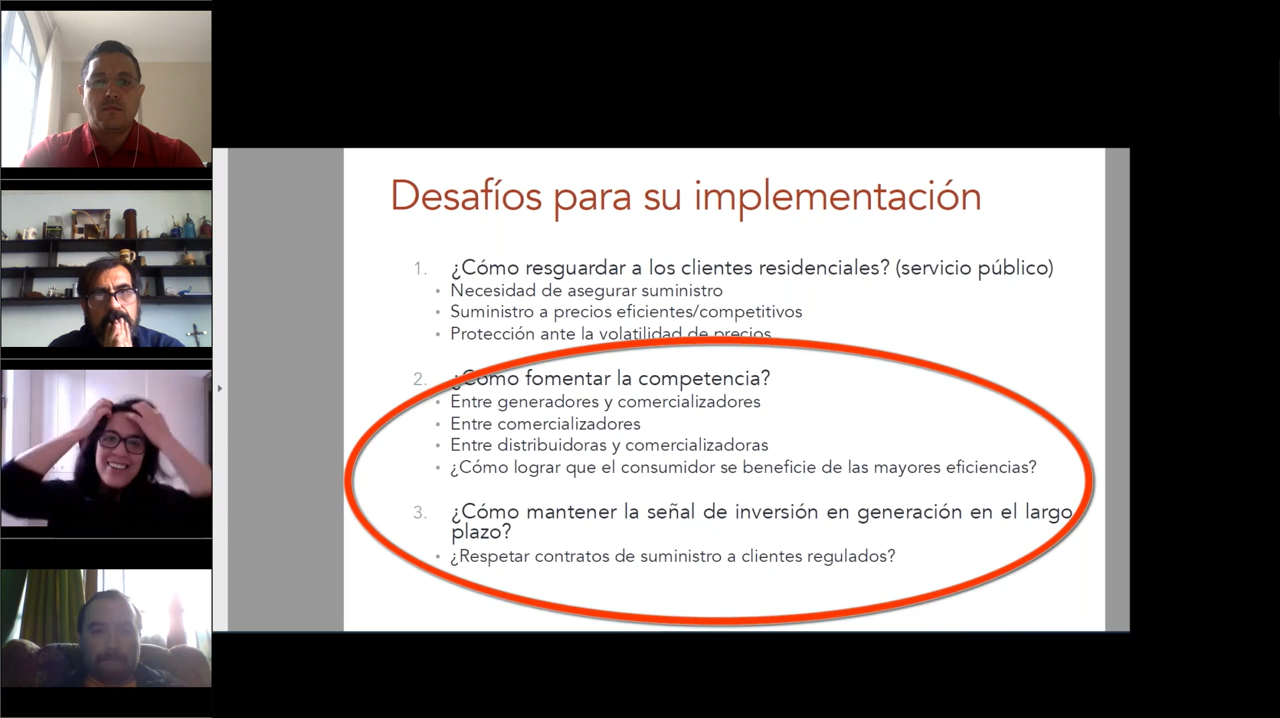 Desafíos para su implementación
1. ¿Cómo resguardar a los clientes residenciales? (servicio público)
• Necesidad de asegurar suministro
• Suministro a precios eficientes/competitivos
• Protección ante la volatilidad de precios
2. ¿Cómo fomentar la competencia?
• Entre generadores y comercializadores
• Entre comercializadores
• Entre distribuidoras y comercializadoras
• ¿Cómo lograr que el consumidor se beneficie de las mayores eficiencias?
3. ¿Cómo mantener la señal de inversión en generación en el largo
plazo?
• ¿Respetar contratos de suministro a clientes regulados?